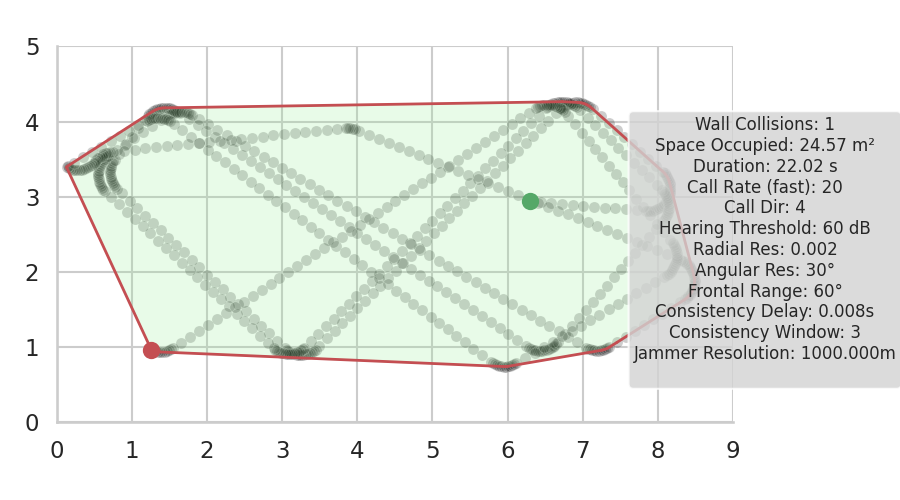 5
4
3
2
1
0
0 1 2 3 4 5 6 7 8 9
Wall Collisions: 1
Space Occupied: 24.57 m²
Duration: 22.02 s
Call Rate (fast): 20
Call Dir: 4
Hearing Threshold: 60 dB
Radial Res: 0.002
Angular Res: 30°
Frontal Range: 60°
Consistency Delay: 0.008s
Consistency Window: 3
Jammer Resolution: 1000.000m